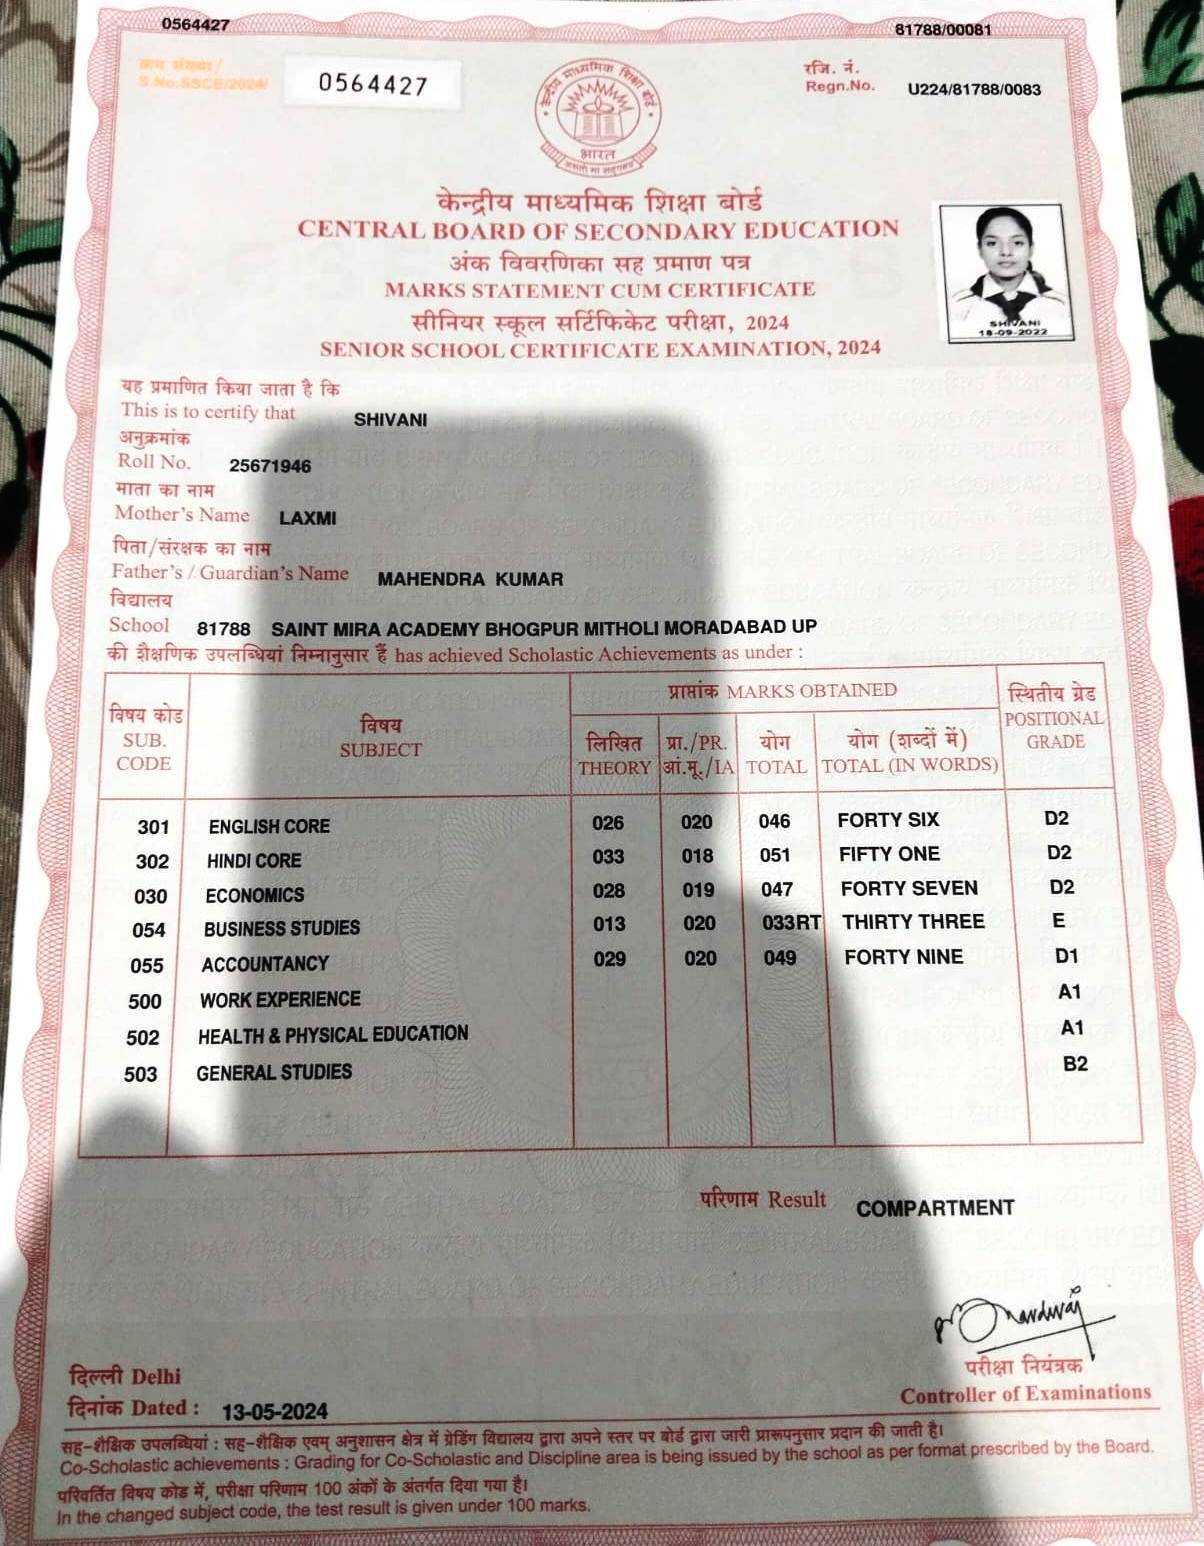 0564427 81788/00081
क्रम संख्या/
S.No.SSCE/2024/ 0564427
रजि. नं.
Regn.No. U224/81788/0083
केन्द्रीय माध्यमिक शिक्षा बोर्ड
भारत
असतो मा सद्गमय
केन्द्रीय माध्यमिक शिक्षा बोर्ड
CENTRAL BOARD OF SECONDARY EDUCATION
अंक विवरणिका सह प्रमाण पत्र
MARKS STATEMENT CUM CERTIFICATE
सीनियर स्कूल सर्टिफिकेट परीक्षा, 2024
SENIOR SCHOOL CERTIFICATE EXAMINATION, 2024
SHIVANI
18-09-2022
यह प्रमाणित किया जाता है कि
This is to certify that SHIVANI
अनुक्रमांक
Roll No. 25671946
माता का नाम
Mother's Name LAXMI
पिता/संरक्षक का नाम
Father's / Guardian's Name MAHENDRA KUMAR
विद्यालय
School 81788 SAINT MIRA ACADEMY BHOGPUR MITHOLI MORADABAD UP
की शैक्षणिक उपलब्धियां निम्नानुसार हैं has achieved Scholastic Achievements as under :
विषय कोड
SUB.
CODE
विषय
SUBJECT
प्राप्तांक MARKS OBTAINED
लिखित
THEORY
प्रा./PR.
आं.मू./IA
योग
TOTAL
योग (शब्दों में)
TOTAL (IN WORDS)
स्थितीय ग्रेड
POSITIONAL
GRADE
301 ENGLISH CORE 026 020 046 FORTY SIX D2
302 HINDI CORE 033 018 051 FIFTY ONE D2
030 ECONOMICS 028 019 047 FORTY SEVEN D2
054 BUSINESS STUDIES 013 020 033RT THIRTY THREE E
055 ACCOUNTANCY 029 020 049 FORTY NINE D1
500 WORK EXPERIENCE A1
502 HEALTH & PHYSICAL EDUCATION A1
503 GENERAL STUDIES B2
परिणाम Result COMPARTMENT
परीक्षा नियंत्रक
Controller of Examinations
दिल्ली Delhi
दिनांक Dated : 13-05-2024
सह-शैक्षिक उपलब्धियां : सह-शैक्षिक एवम् अनुशासन क्षेत्र में ग्रेडिंग विद्यालय द्वारा अपने स्तर पर बोर्ड द्वारा जारी प्रारूपनुसार प्रदान की जाती है।
Co-Scholastic achievements : Grading for Co-Scholastic and Discipline area is being issued by the school as per format prescribed by the Board.
परिवर्तित विषय कोड में, परीक्षा परिणाम 100 अंकों के अंतर्गत दिया गया है।
In the changed subject code, the test result is given under 100 marks.